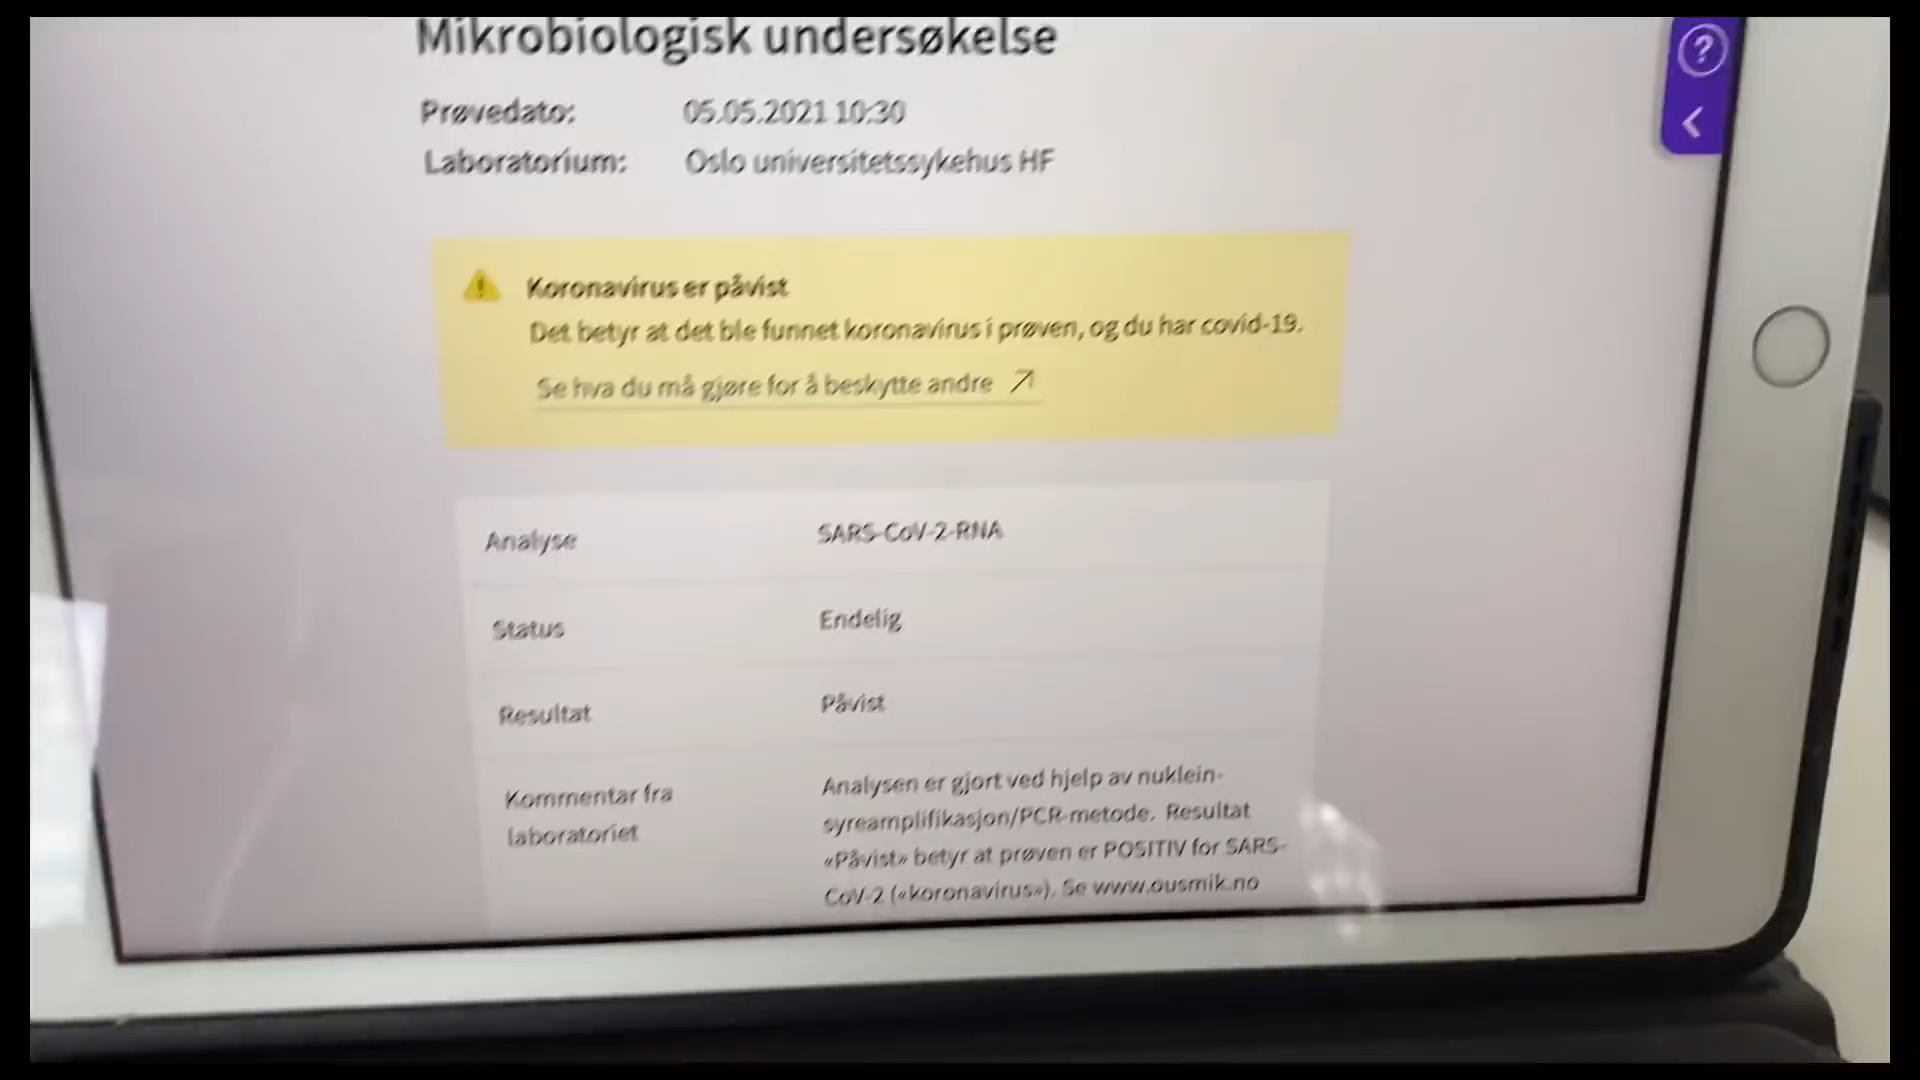 Mikrobiologisk undersøkelse
Prøvedato: 05.05.2021 10:30
Laboratorium: Oslo universitetssykehus HF
Koronavirus er påvist
Det betyr at det ble funnet koronavirus i prøven, og du har covid-19.
Se hva du må gjøre for å beskytte andre
Analyse SARS-CoV-2-RNA
Status Endelig
Resultat Påvist
Kommentar fra
laboratoriet
Analysen er gjort ved hjelp av nuklein-
syreamplifikasjon/PCR-metode. Resultat
«Påvist» betyr at prøven er POSITIV for SARS-
CoV-2 («koronavirus»). Se www.ousmik.no